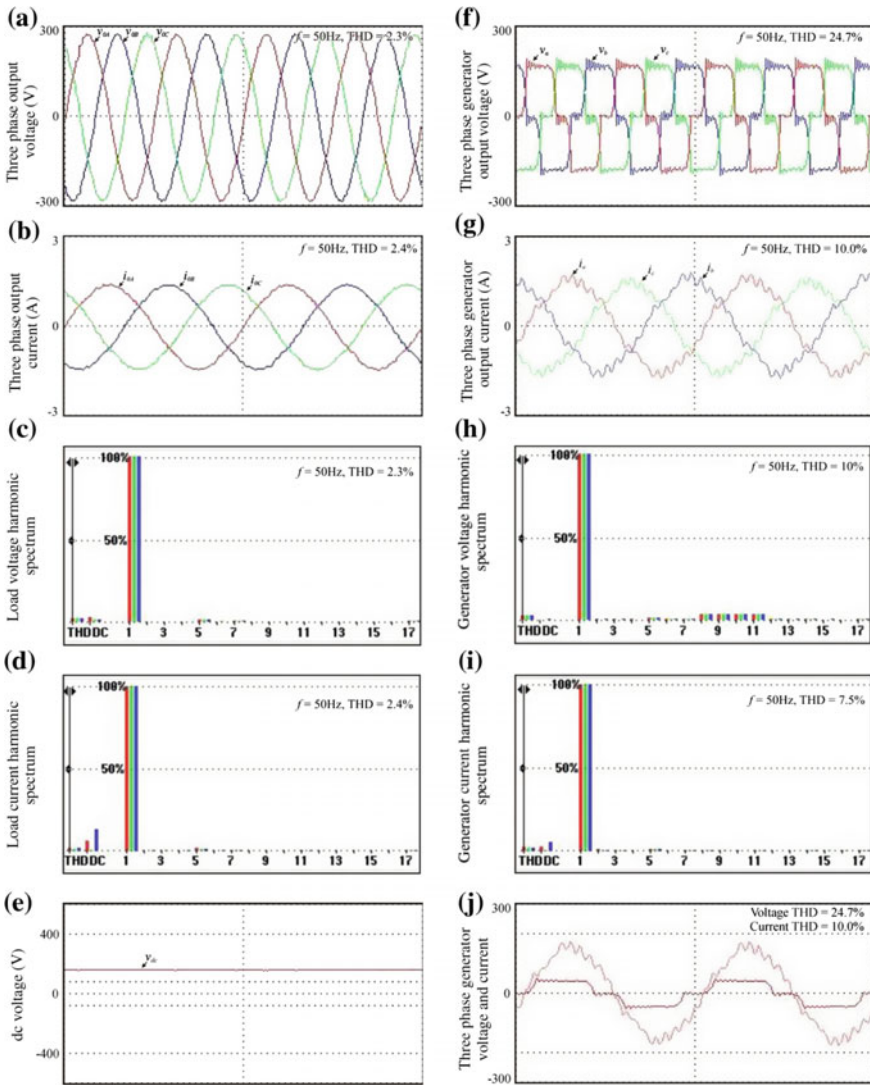 (a)
Three phase output
voltage (V)
300
0
-300
v0A
v0B
v0C
f = 50Hz, THD = 2.3%
(b)
Three phase output
current (A)
3
0
-3
i0A
i0B
i0C
f = 50Hz, THD = 2.4%
(c)
Load voltage harmonic
spectrum
100%
50%
f = 50Hz, THD = 2.3%
THD DC 1 3 5 7 9 11 13 15 17
(d)
Load current harmonic
spectrum
100%
50%
f = 50Hz, THD = 2.4%
THD DC 1 3 5 7 9 11 13 15 17
(e)
dc voltage (V)
400
0
-400
vdc
(f)
Three phase generator
output voltage (V)
300
0
-300
va
vb
vc
f = 50Hz, THD = 24.7%
(g)
Three phase generator
output current (A)
3
0
-3
ia
ic
ib
f = 50Hz, THD = 10.0%
(h)
Generator voltage harmonic
spectrum
100%
50%
f = 50Hz, THD = 10%
THD DC 1 3 5 7 9 11 13 15 17
(i)
Generator current harmonic
spectrum
100%
50%
f = 50Hz, THD = 7.5%
THD DC 1 3 5 7 9 11 13 15 17
(j)
Three phase generator
voltage and current
300
0
-300
Voltage THD = 24.7%
Current THD = 10.0%